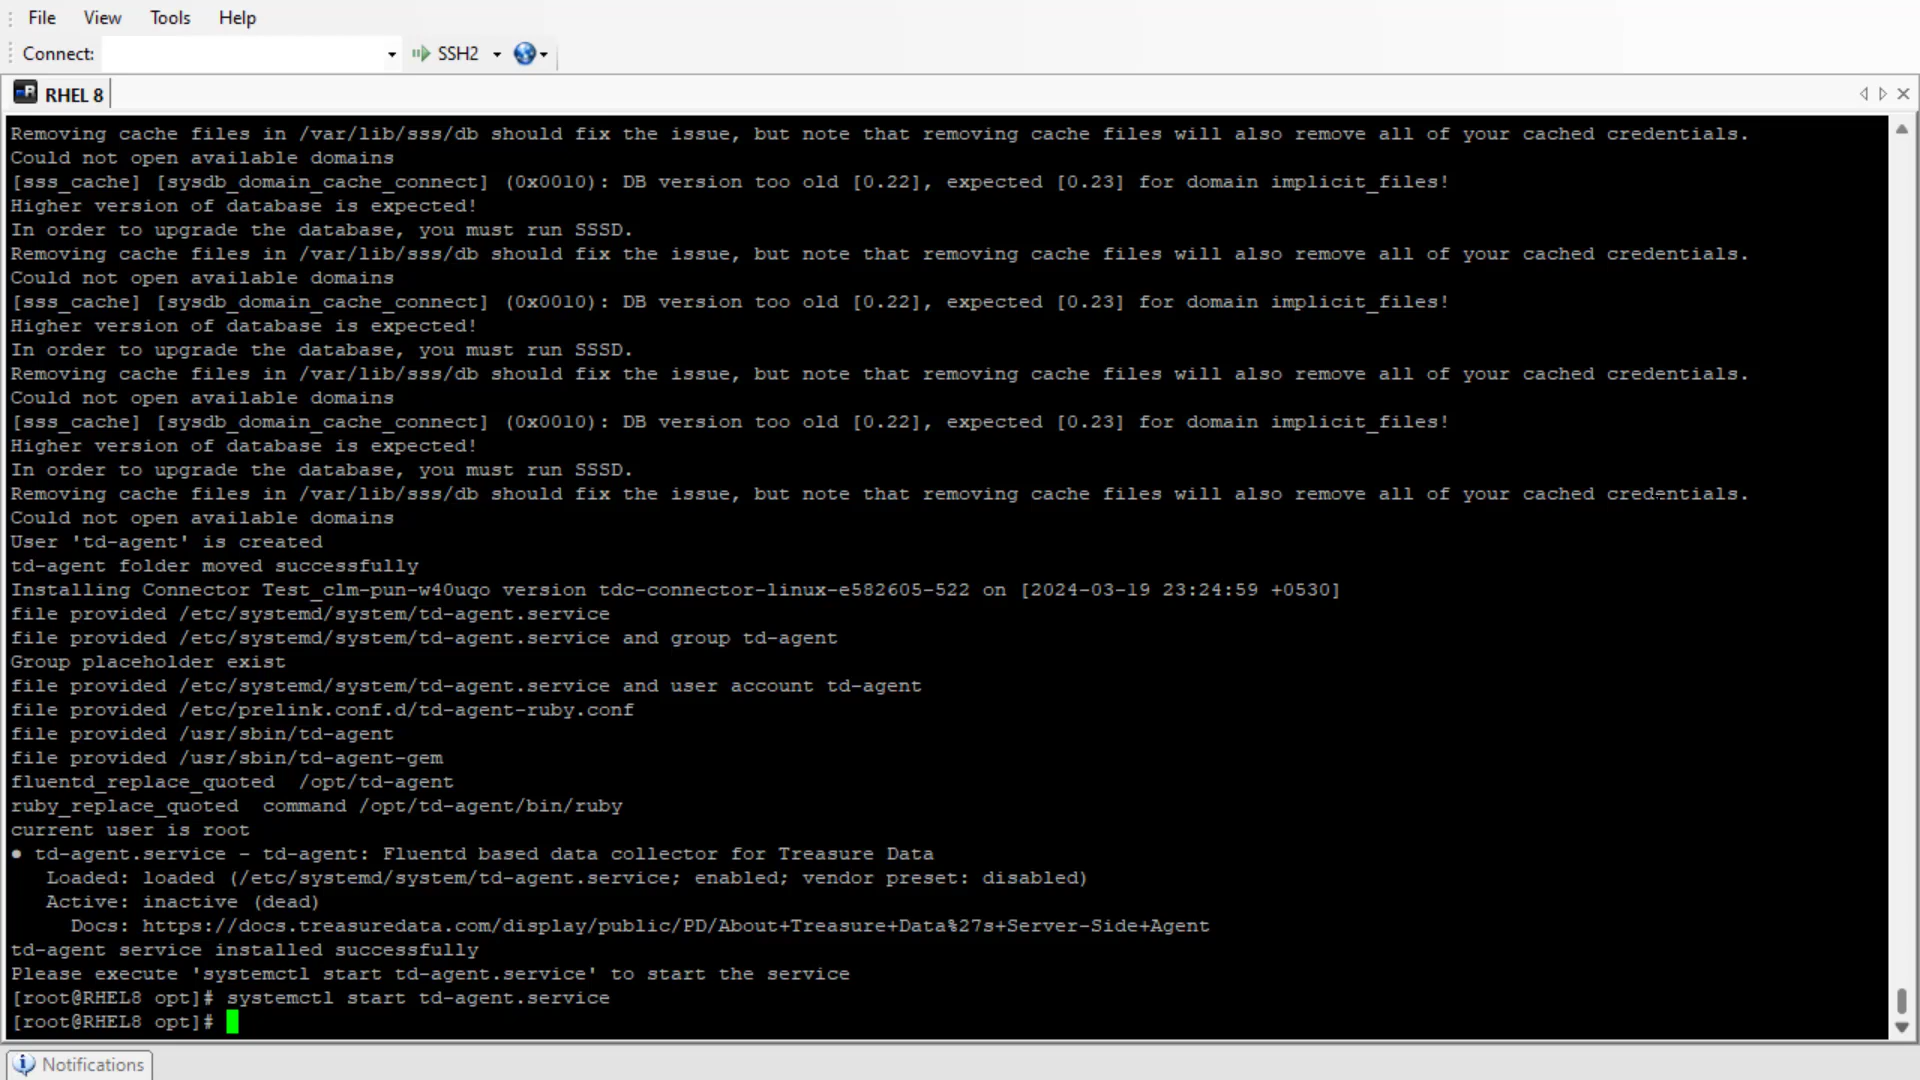 File View Tools Help
Connect: SSH2
RHEL 8
Removing cache files in /var/lib/sss/db should fix the issue, but note that removing cache files will also remove all of your cached credentials.
Could not open available domains
[sss_cache] [sysdb_domain_cache_connect] (0x0010): DB version too old [0.22], expected [0.23] for domain implicit_files!
Higher version of database is expected!
In order to upgrade the database, you must run SSSD.
Removing cache files in /var/lib/sss/db should fix the issue, but note that removing cache files will also remove all of your cached credentials.
Could not open available domains
[sss_cache] [sysdb_domain_cache_connect] (0x0010): DB version too old [0.22], expected [0.23] for domain implicit_files!
Higher version of database is expected!
In order to upgrade the database, you must run SSSD.
Removing cache files in /var/lib/sss/db should fix the issue, but note that removing cache files will also remove all of your cached credentials.
Could not open available domains
[sss_cache] [sysdb_domain_cache_connect] (0x0010): DB version too old [0.22], expected [0.23] for domain implicit_files!
Higher version of database is expected!
In order to upgrade the database, you must run SSSD.
Removing cache files in /var/lib/sss/db should fix the issue, but note that removing cache files will also remove all of your cached credentials.
Could not open available domains
User 'td-agent' is created
td-agent folder moved successfully
Installing Connector Test_clm-pun-w40uqo version tdc-connector-linux-e582605-522 on [2024-03-19 23:24:59 +0530]
file provided /etc/systemd/system/td-agent.service
file provided /etc/systemd/system/td-agent.service and group td-agent
Group placeholder exist
file provided /etc/systemd/system/td-agent.service and user account td-agent
file provided /etc/prelink.conf.d/td-agent-ruby.conf
file provided /usr/sbin/td-agent
file provided /usr/sbin/td-agent-gem
fluentd_replace_quoted  /opt/td-agent
ruby_replace_quoted  command /opt/td-agent/bin/ruby
current user is root
● td-agent.service - td-agent: Fluentd based data collector for Treasure Data
   Loaded: loaded (/etc/systemd/system/td-agent.service; enabled; vendor preset: disabled)
   Active: inactive (dead)
     Docs: https://docs.treasuredata.com/display/public/PD/About+Treasure+Data%27s+Server-Side+Agent
td-agent service installed successfully
Please execute 'systemctl start td-agent.service' to start the service
[root@RHEL8 opt]# systemctl start td-agent.service
[root@RHEL8 opt]#
Notifications